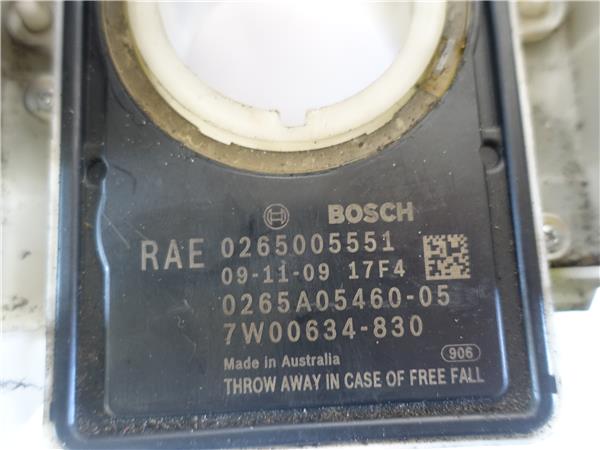 BOSCH
RAE 0265005551
09-11-09 17F4
0265A05460-05
7W00634-830
Made in Australia
906
THROW AWAY IN CASE OF FREE FALL